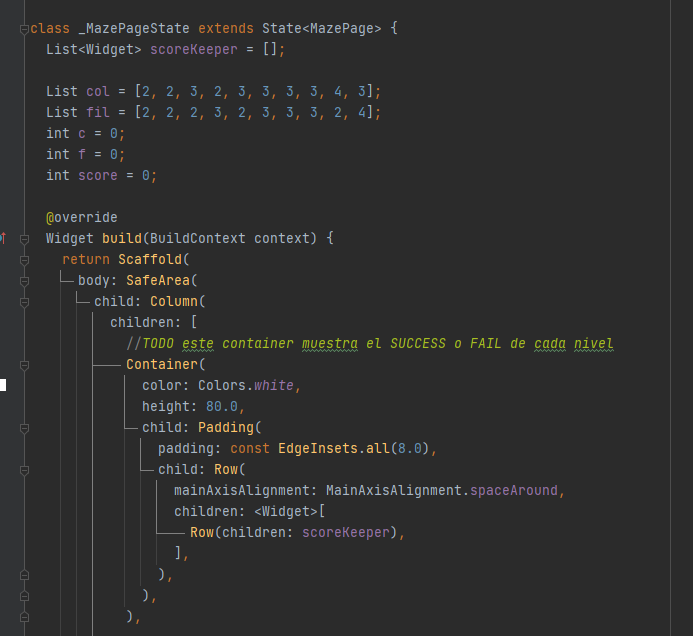 class _MazePageState extends State<MazePage> {
  List<Widget> scoreKeeper = [];

  List col = [2, 2, 3, 2, 3, 3, 3, 3, 4, 3];
  List fil = [2, 2, 2, 3, 2, 3, 3, 3, 2, 4];
  int c = 0;
  int f = 0;
  int score = 0;

  @override
  Widget build(BuildContext context) {
    return Scaffold(
      body: SafeArea(
        child: Column(
          children: [
            //TODO este container muestra el SUCCESS o FAIL de cada nivel
            Container(
              color: Colors.white,
              height: 80.0,
              child: Padding(
                padding: const EdgeInsets.all(8.0),
                child: Row(
                  mainAxisAlignment: MainAxisAlignment.spaceAround,
                  children: <Widget>[
                    Row(children: scoreKeeper),
                  ],
                ),
              ),
            ),